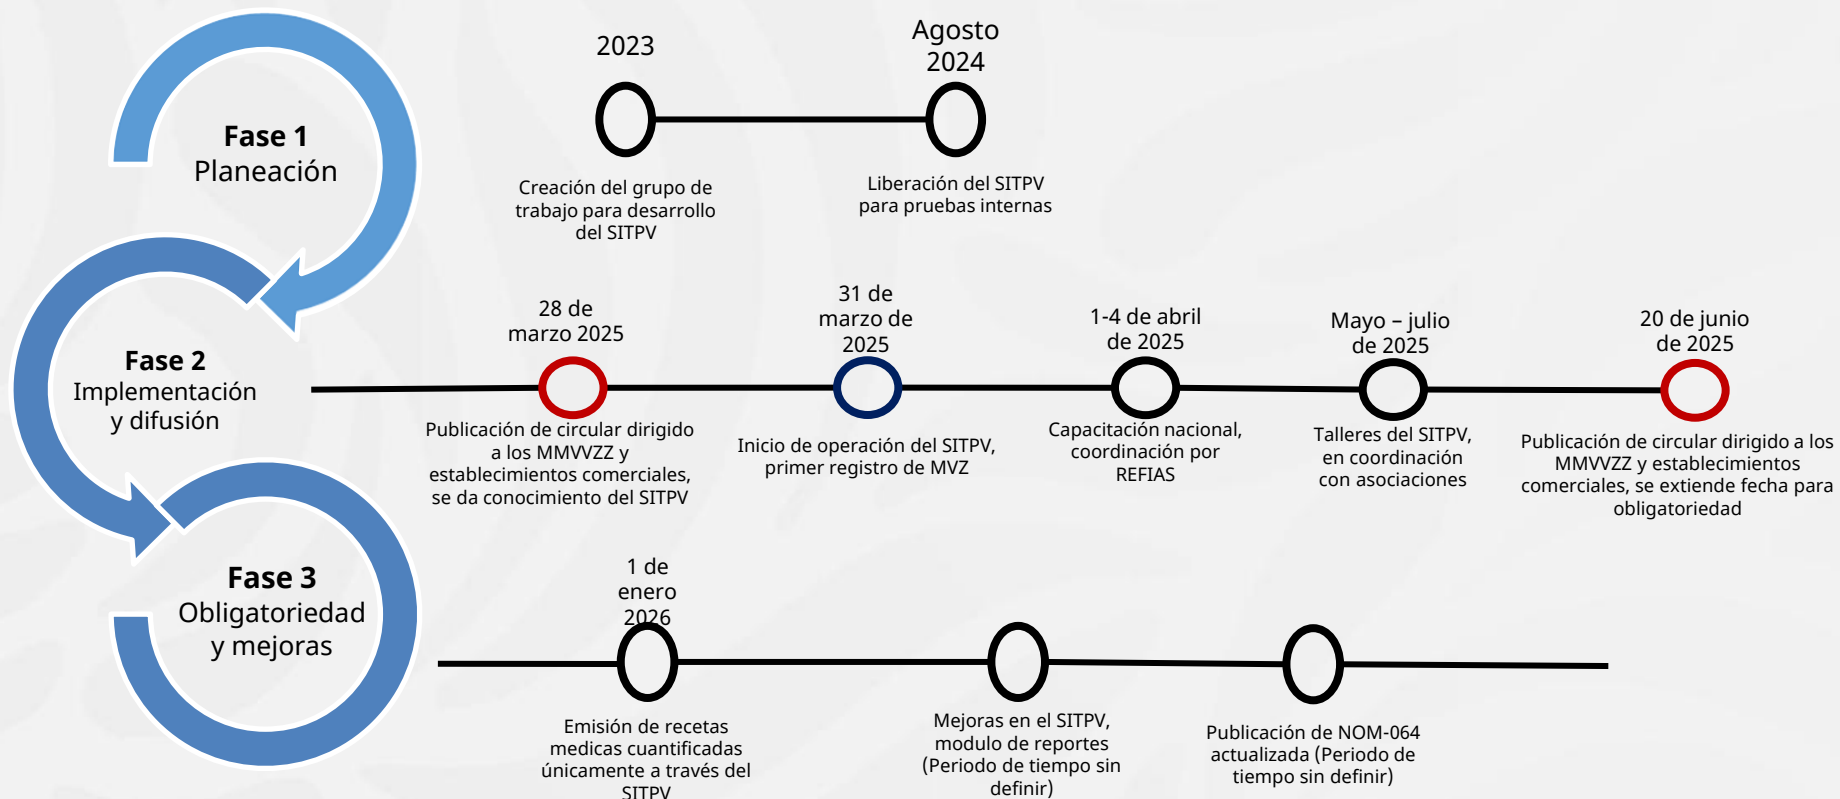 Fase 1
Planeación
2023
Creación del grupo de
trabajo para desarrollo
del SITPV
Agosto
2024
Liberación del SITPV
para pruebas internas
Fase 2
Implementación
y difusión
28 de
marzo 2025
Publicación de circular dirigido
a los MMVVZZ y
establecimientos comerciales,
se da conocimiento del SITPV
31 de
marzo de
2025
Inicio de operación del SITPV,
primer registro de MVZ
1-4 de abril
de 2025
Capacitación nacional,
coordinación por
REFIAS
Mayo – julio
de 2025
Talleres del SITPV,
en coordinación
con asociaciones
20 de junio
de 2025
Publicación de circular dirigido a los
MMVVZZ y establecimientos
comerciales, se extiende fecha para
obligatoriedad
Fase 3
Obligatoriedad
y mejoras
1 de
enero
2026
Emisión de recetas
medicas cuantificadas
únicamente a través del
SITPV
Mejoras en el SITPV,
modulo de reportes
(Periodo de tiempo sin
definir)
Publicación de NOM-064
actualizada (Periodo de
tiempo sin definir)